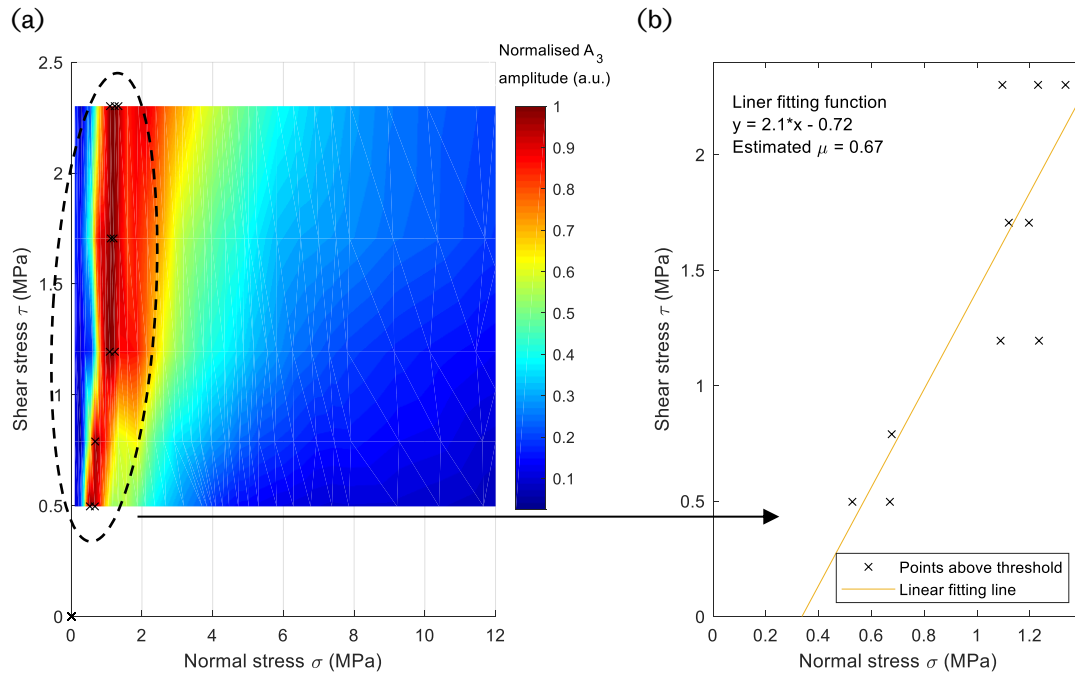 (a)
Normalised A3
amplitude (a.u.)
2.5
2
1.5
1
0.5
0
Shear stress τ (MPa)
0 2 4 6 8 10 12
Normal stress σ (MPa)
1
0.9
0.8
0.7
0.6
0.5
0.4
0.3
0.2
0.1
(b)
Liner fitting function
y = 2.1*x - 0.72
Estimated μ = 0.67
2
1.5
1
0.5
0
Shear stress τ (MPa)
× Points above threshold
Linear fitting line
0 0.2 0.4 0.6 0.8 1 1.2
Normal stress σ (MPa)